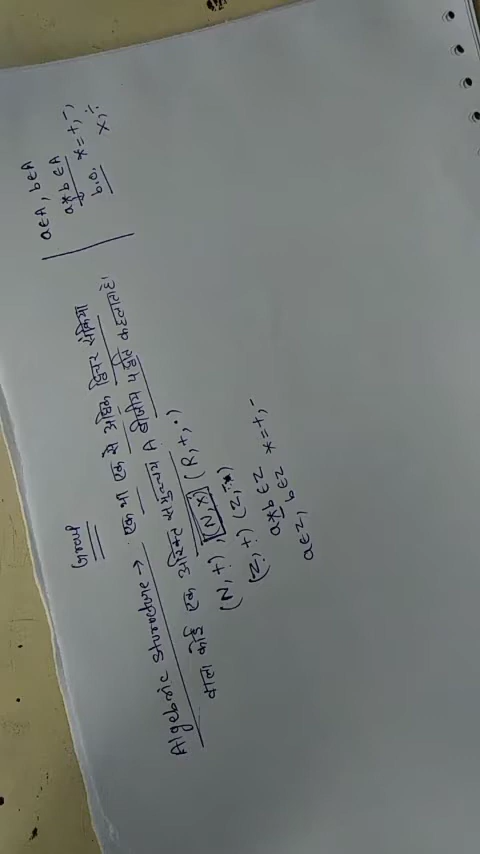 Group
Algebraic Structure → एक या एक से अधिक द्विचर संक्रिया
वाला कोई एक अरिक्त समुच्चय A बीजीय पद्धति कहलाता है।
(N, +), (N, x) (R, +, •)
(Z, +) (Z,
a*b ∈ Z
a∈Z, b∈Z *=+,-
a∈A, b∈A
a*b ∈ A
b.o. *=+,-,
x, ÷